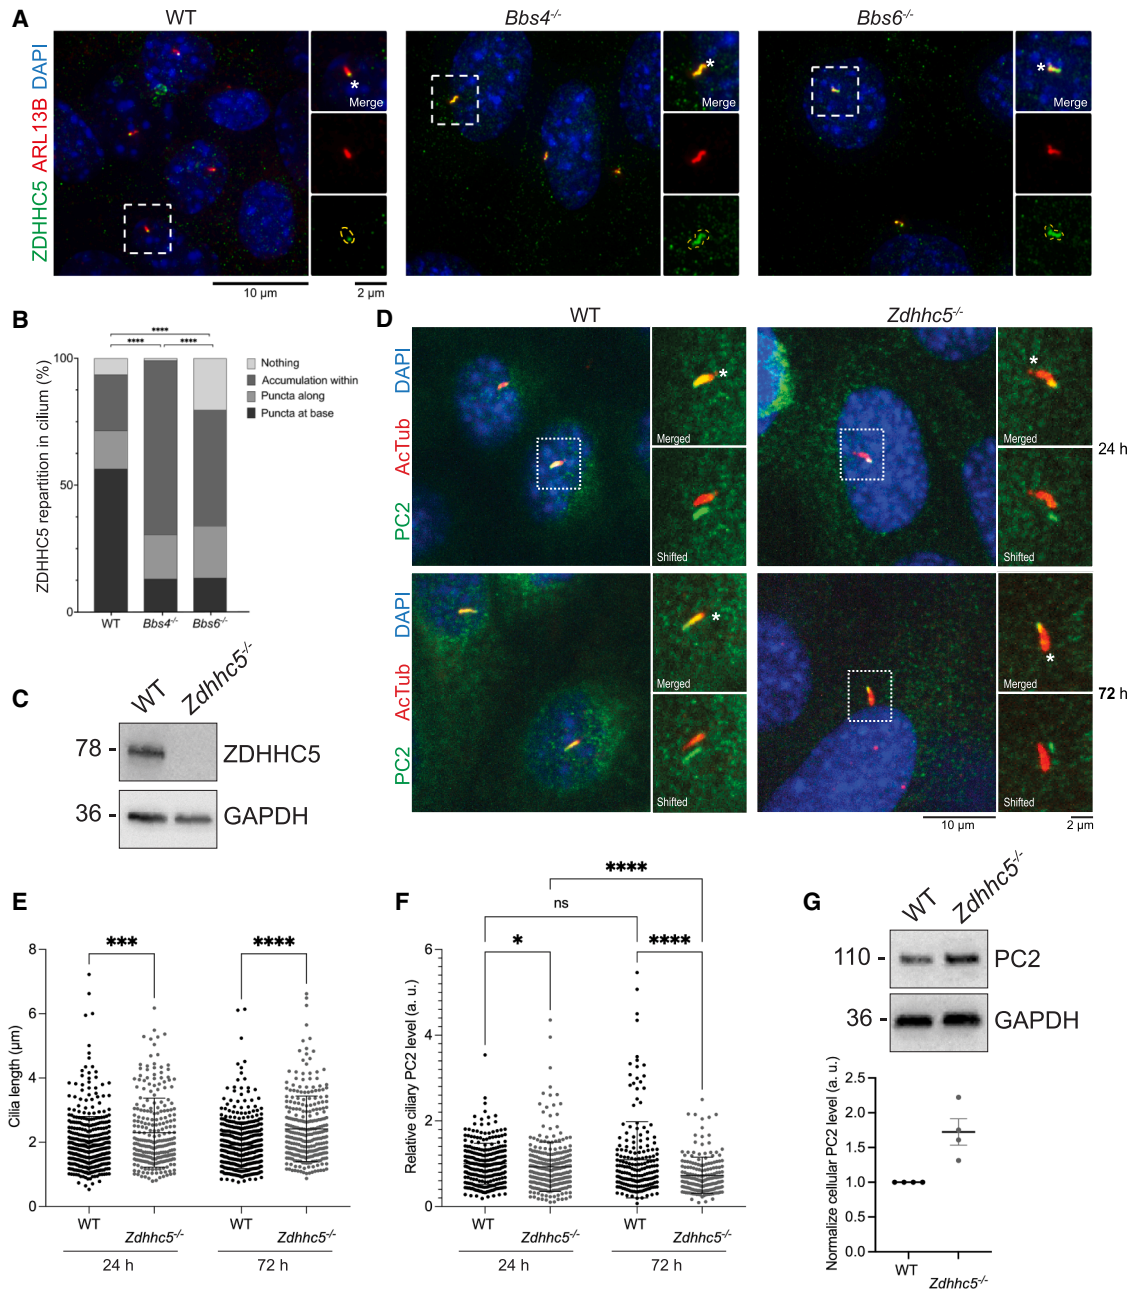 A
WT
Bbs4-/-
Bbs6-/-
ZDHHC5 ARL13B DAPI
*
Merge
*
Merge
*
Merge
10 µm
2 µm
B
****
****
****
ZDHHC5 repartition in cilium (%)
100
50
0
WT
Bbs4-/-
Bbs6-/-
Nothing
Accumulation within
Puncta along
Puncta at base
C
WT
Zdhhc5-/-
78
ZDHHC5
36
GAPDH
D
WT
Zdhhc5-/-
PC2 AcTub DAPI
*
Merged
Shifted
*
Merged
Shifted
24 h
PC2 AcTub DAPI
*
Merged
Shifted
*
Merged
Shifted
72 h
10 µm
2 µm
E
***
****
Cilia length (µm)
8
6
4
2
0
WT
Zdhhc5-/-
WT
Zdhhc5-/-
24 h
72 h
F
****
ns
*
****
Relative ciliary PC2 level (a. u.)
6
4
2
0
WT
Zdhhc5-/-
WT
Zdhhc5-/-
24 h
72 h
G
WT
Zdhhc5-/-
110
PC2
36
GAPDH
Normalize cellular PC2 level (a. u.)
2.5
2.0
1.5
1.0
0.5
0.0
WT
Zdhhc5-/-